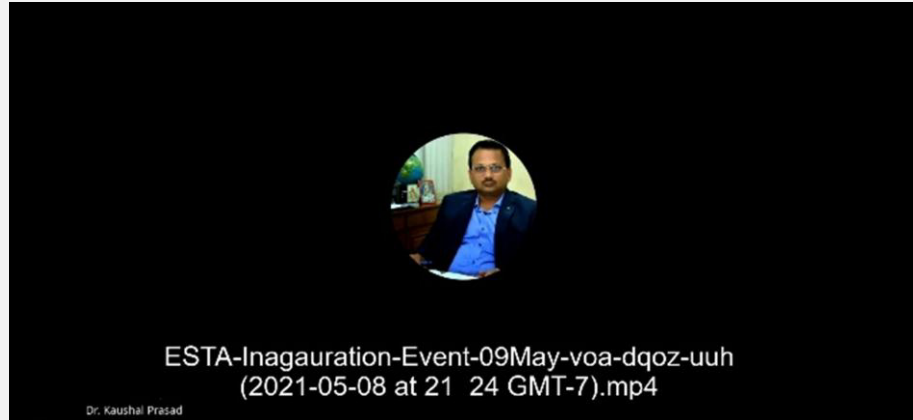 ESTA-Inagauration-Event-09May-voa-dqoz-uuh
(2021-05-08 at 21 24 GMT-7).mp4
Dr. Kaushal Prasad